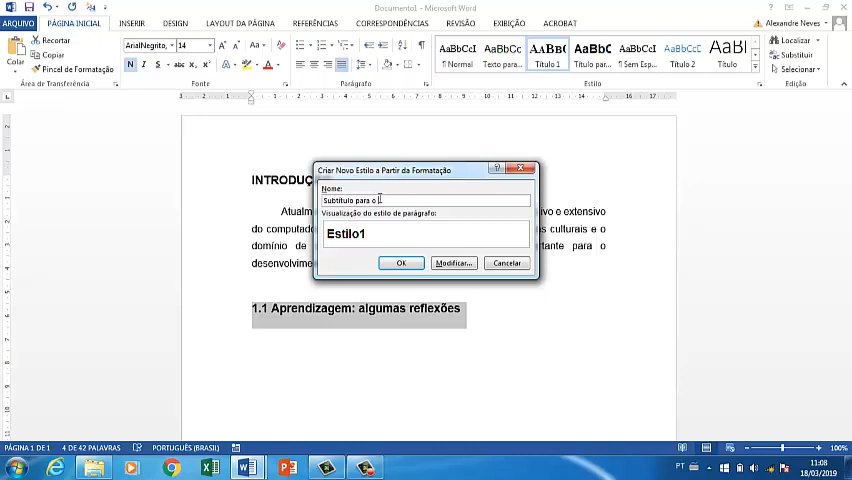 Documento1 - Microsoft Word
ARQUIVO PÁGINA INICIAL INSERIR DESIGN LAYOUT DA PÁGINA REFERÊNCIAS CORRESPONDÊNCIAS REVISÃO EXIBIÇÃO ACROBAT Alexandre Neves
Colar
Recortar
Copiar
Pincel de Formatação
Área de Transferência
ArialNegrito, 14
N I S abc
Fonte
Parágrafo
AaBbCcI AaBbCc AABBC AaBbC AaBbCcI AaBbCcI AaBI
¶ Normal Texto para... Título 1 Título par... ¶ Sem Esp... Título 2 Título
Estilo
Localizar
Substituir
Selecionar
INTRODUÇ
Atualm
ivo e extensivo
do computado
as culturais e o
domínio de
rtante para o
desenvolvime
1.1 Aprendizagem: algumas reflexões
Criar Novo Estilo a Partir da Formatação
Nome:
Subtítulo para o
Visualização do estilo de parágrafo:
Estilo1
OK Modificar... Cancelar
PÁGINA 1 DE 1 4 DE 42 PALAVRAS PORTUGUÊS (BRASIL) 100%
PT 11:08
18/03/2019